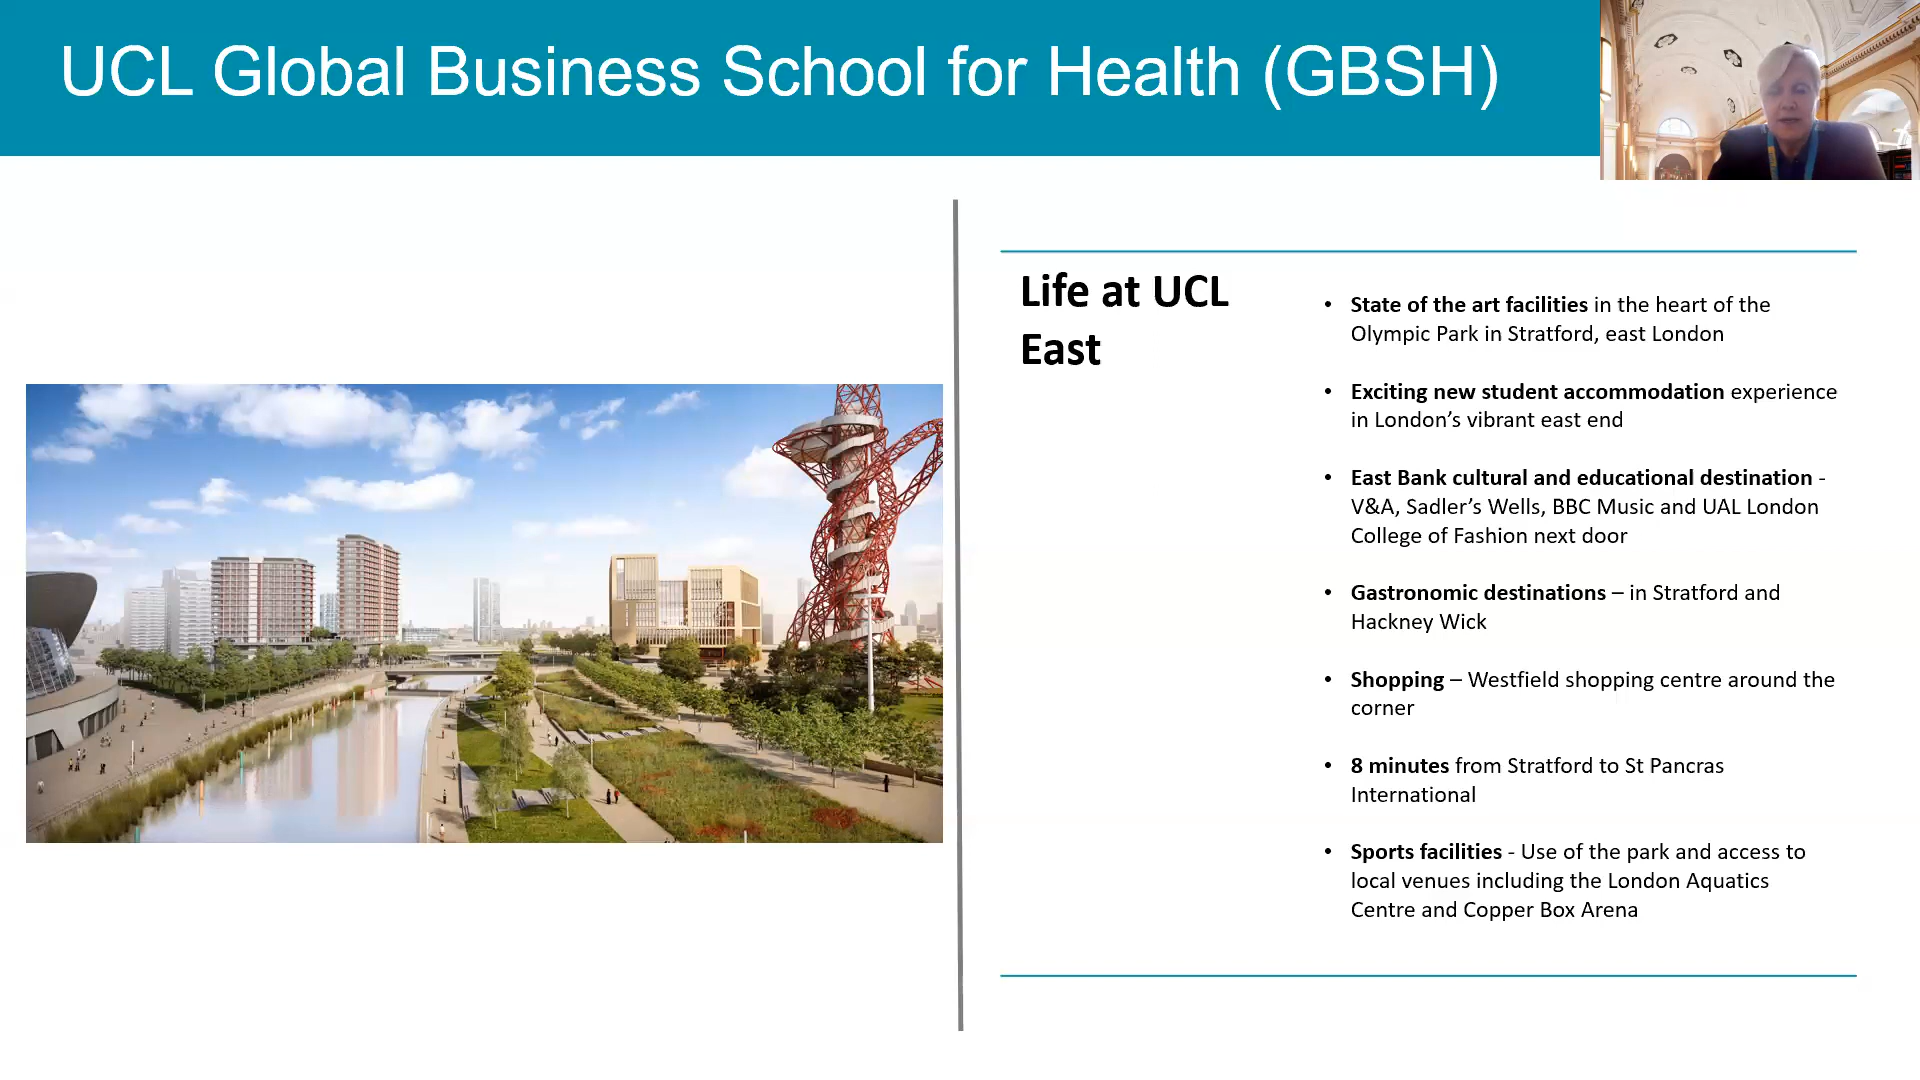 UCL Global Business School for Health (GBSH)
Life at UCL
East
• State of the art facilities in the heart of the
Olympic Park in Stratford, east London
• Exciting new student accommodation experience
in London’s vibrant east end
• East Bank cultural and educational destination -
V&A, Sadler’s Wells, BBC Music and UAL London
College of Fashion next door
• Gastronomic destinations – in Stratford and
Hackney Wick
• Shopping – Westfield shopping centre around the
corner
• 8 minutes from Stratford to St Pancras
International
• Sports facilities - Use of the park and access to
local venues including the London Aquatics
Centre and Copper Box Arena